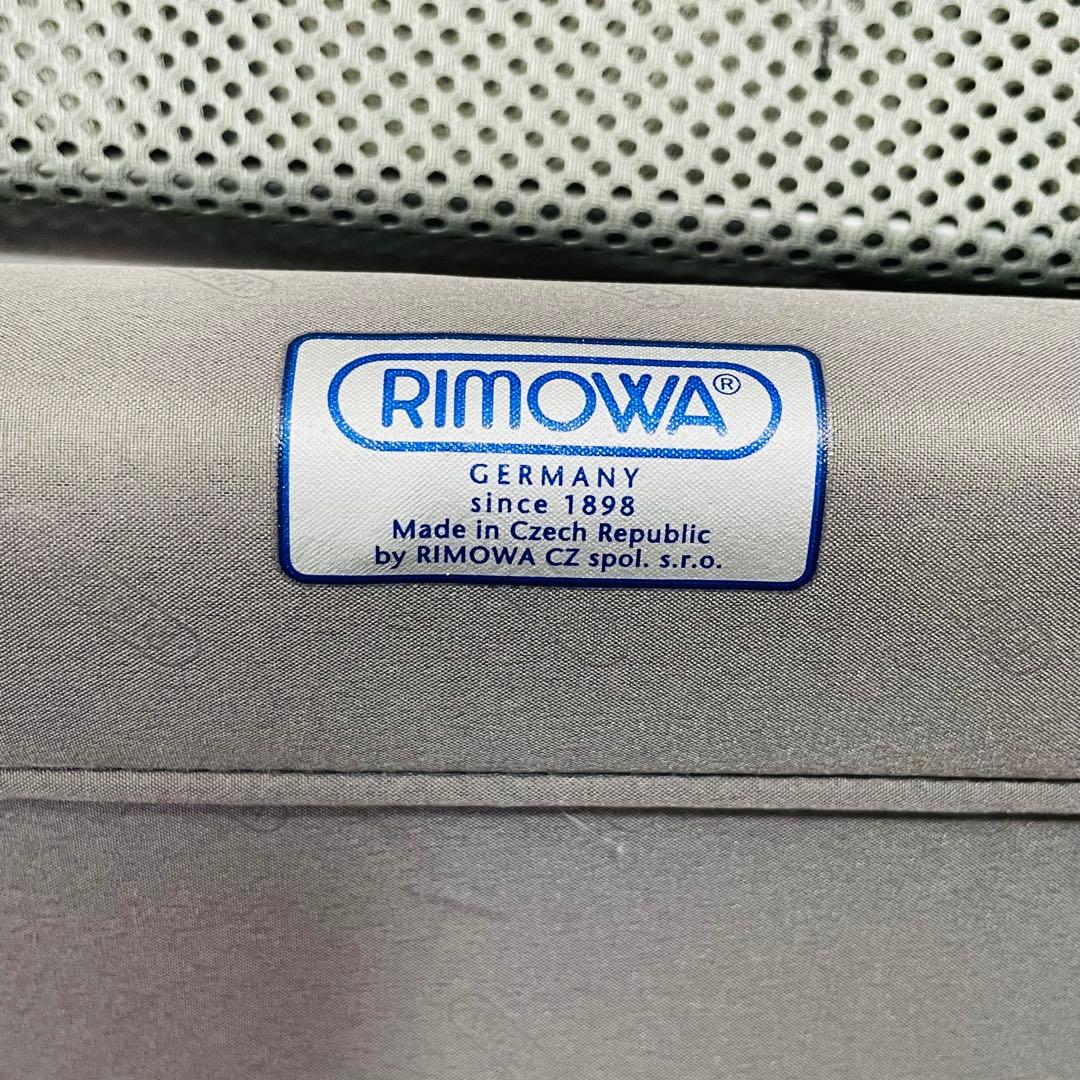 RIMOWA®
GERMANY
since 1898
Made in Czech Republic
by RIMOWA CZ spol. s.r.o.